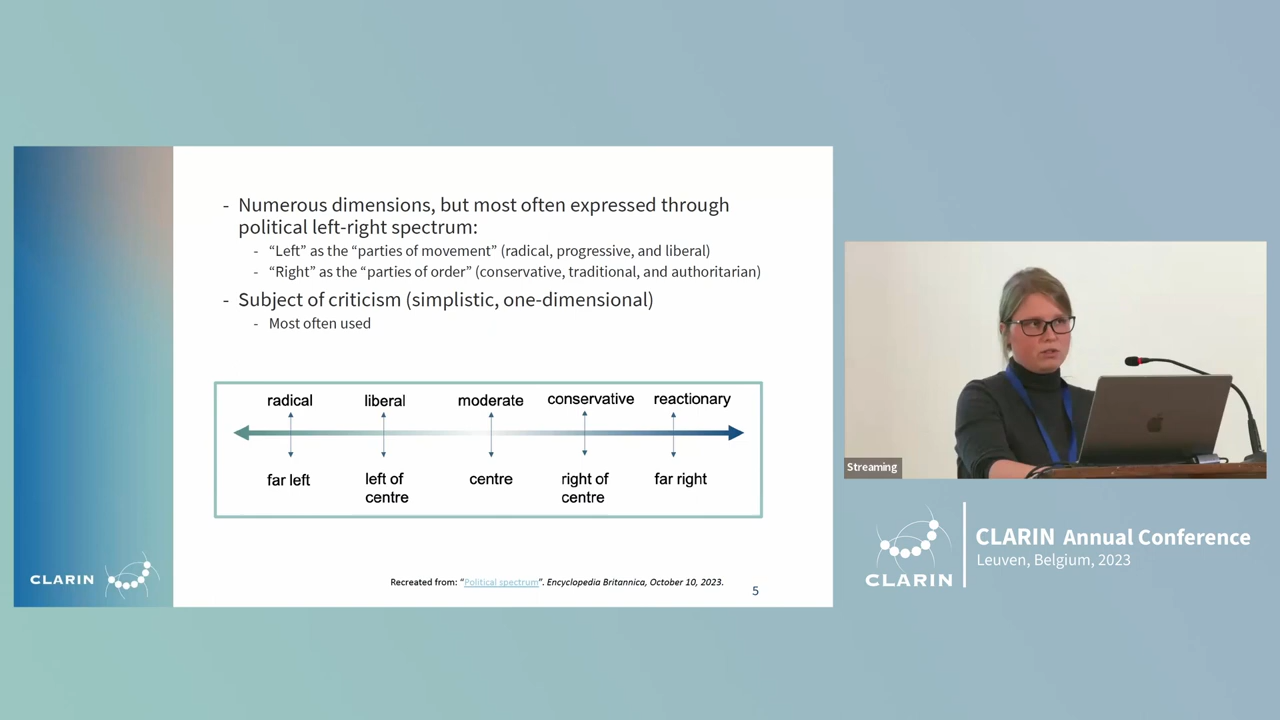 - Numerous dimensions, but most often expressed through
political left-right spectrum:
- “Left” as the “parties of movement” (radical, progressive, and liberal)
- “Right” as the “parties of order” (conservative, traditional, and authoritarian)
- Subject of criticism (simplistic, one-dimensional)
- Most often used
radical liberal moderate conservative reactionary
far left left of centre centre right of centre far right
Recreated from: “Political spectrum”. Encyclopedia Britannica, October 10, 2023.
5
CLARIN
Streaming
CLARIN
CLARIN Annual Conference
Leuven, Belgium, 2023